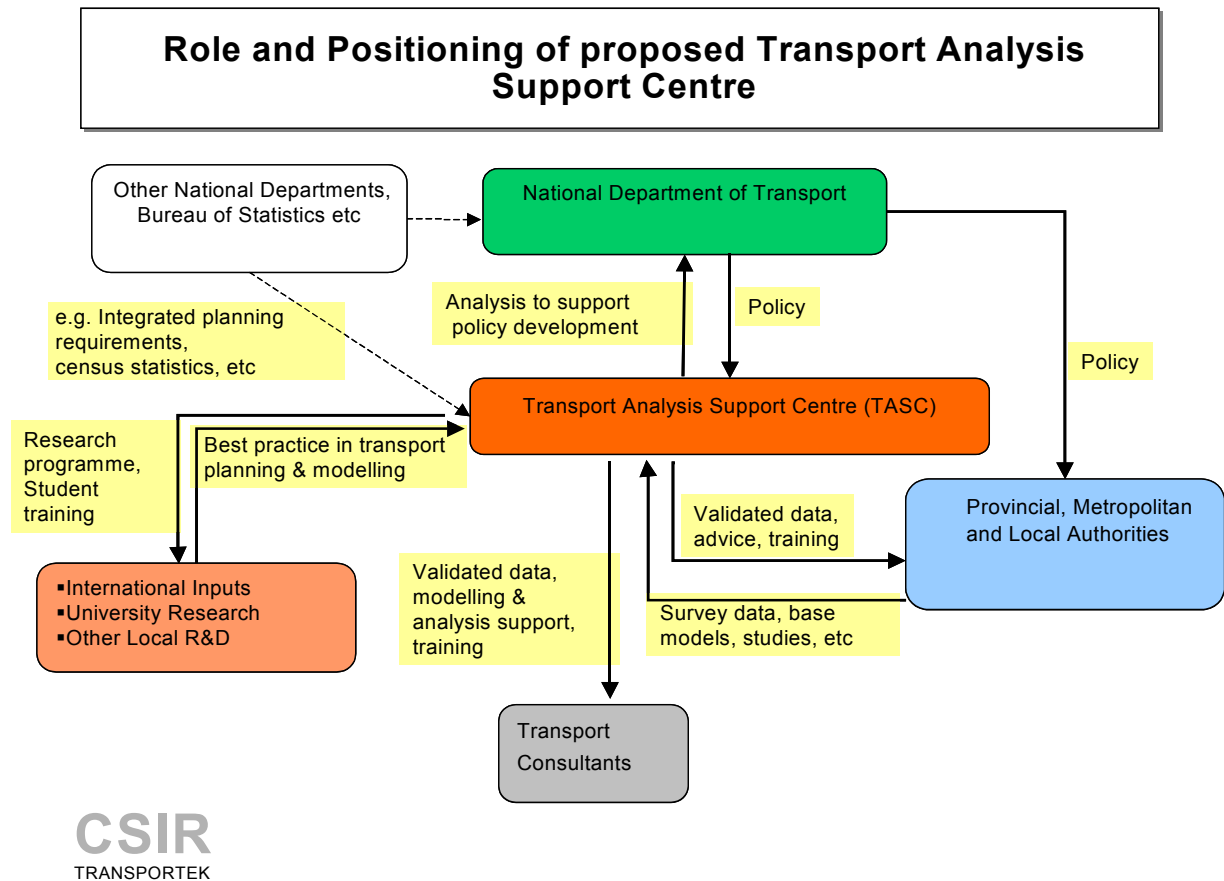 Role and Positioning of proposed Transport Analysis
Support Centre
Other National Departments,
Bureau of Statistics etc
National Department of Transport
e.g. Integrated planning
requirements,
census statistics, etc
Analysis to support
policy development
Policy
Policy
Transport Analysis Support Centre (TASC)
Research
programme,
Student
training
Best practice in transport
planning & modelling
Provincial, Metropolitan
and Local Authorities
Validated data,
advice, training
▪International Inputs
▪University Research
▪Other Local R&D
Validated data,
modelling &
analysis support,
training
Survey data, base
models, studies, etc
Transport
Consultants
CSIR
TRANSPORTEK